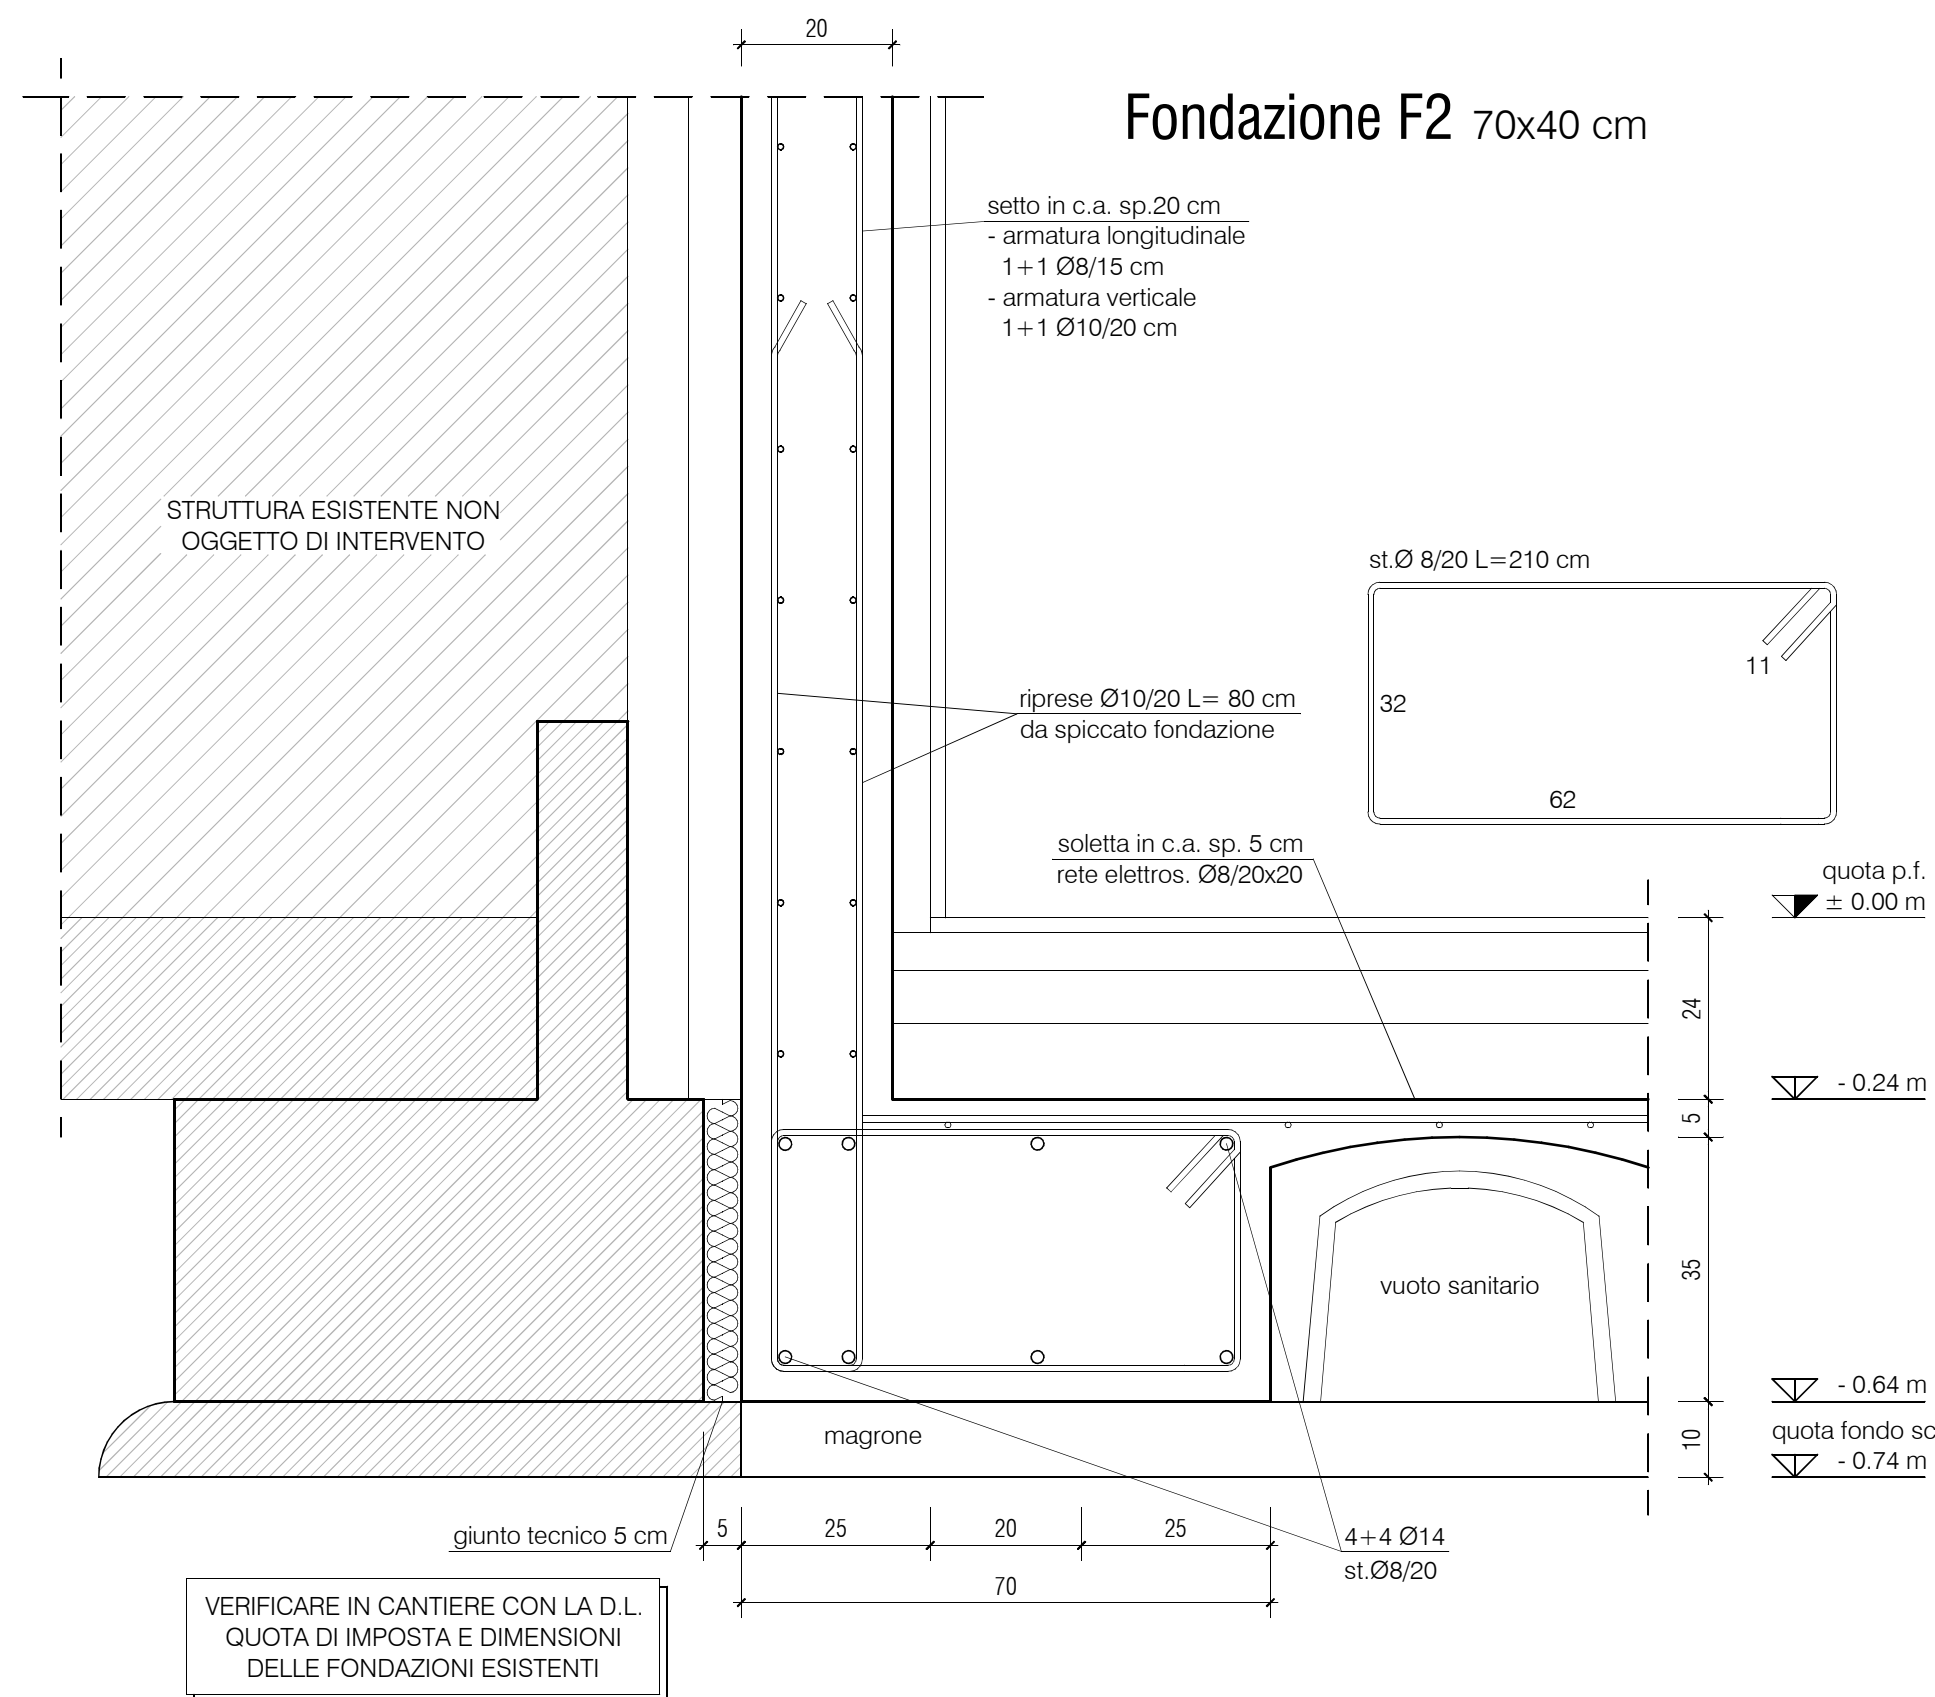 20
Fondazione F2 70x40 cm
setto in c.a. sp.20 cm
- armatura longitudinale
1+1 Ø8/15 cm
- armatura verticale
1+1 Ø10/20 cm
STRUTTURA ESISTENTE NON
OGGETTO DI INTERVENTO
st.Ø 8/20 L=210 cm
11
32
62
riprese Ø10/20 L= 80 cm
da spiccato fondazione
soletta in c.a. sp. 5 cm
rete elettros. Ø8/20x20
quota p.f.
± 0.00 m
24
- 0.24 m
5
35
vuoto sanitario
- 0.64 m
magrone
10
quota fondo sc
- 0.74 m
giunto tecnico 5 cm
5
25
20
25
70
4+4 Ø14
st.Ø8/20
VERIFICARE IN CANTIERE CON LA D.L.
QUOTA DI IMPOSTA E DIMENSIONI
DELLE FONDAZIONI ESISTENTI